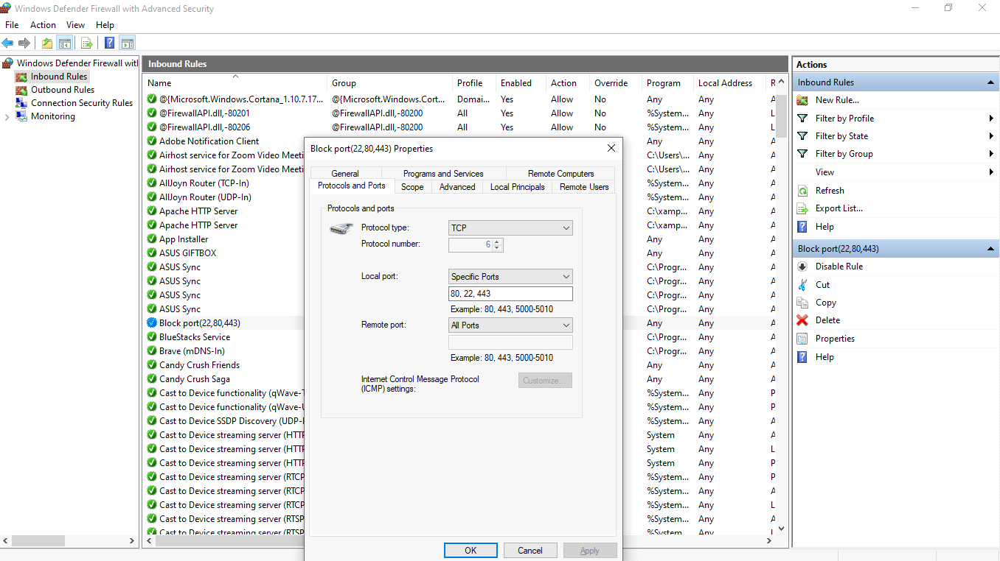 Windows Defender Firewall with Advanced Security
File Action View Help
Windows Defender Firewall with
Inbound Rules
Outbound Rules
Connection Security Rules
Monitoring
Inbound Rules
Name Group Profile Enabled Action Override Program Local Address R
@{Microsoft.Windows.Cortana_1.10.7.17... @{Microsoft.Windows.Cort... Domai... Yes Allow No Any Any A
@FirewallAPI.dll,-80201 @FirewallAPI.dll,-80200 All Yes Allow No %System... Any L
@FirewallAPI.dll,-80206 @FirewallAPI.dll,-80200 All Yes Allow No %System... Any L
Adobe Notification Client Any Any A
Airhost service for Zoom Video Meeti C:\Users\... Any A
Airhost service for Zoom Video Meeti C:\Users\... Any A
AllJoyn Router (TCP-In) %System... Any A
AllJoyn Router (UDP-In) %System... Any A
Apache HTTP Server C:\xamp... Any A
Apache HTTP Server C:\xamp... Any A
App Installer Any Any A
ASUS GIFTBOX Any Any A
ASUS Sync C:\Progr... Any A
ASUS Sync C:\Progr... Any A
ASUS Sync C:\Progr... Any A
ASUS Sync C:\Progr... Any A
Block port(22,80,443) Any Any A
BlueStacks Service C:\Progr... Any A
Brave (mDNS-In) C:\Progr... Any A
Candy Crush Friends Any Any A
Candy Crush Saga Any Any A
Cast to Device functionality (qWave-T %System... Any P
Cast to Device functionality (qWave-U %System... Any P
Cast to Device SSDP Discovery (UDP-I %System... Any A
Cast to Device streaming server (HTTP System Any A
Cast to Device streaming server (HTTP System Any L
Cast to Device streaming server (HTTP System Any P
Cast to Device streaming server (RTCP %System... Any A
Cast to Device streaming server (RTCP %System... Any A
Cast to Device streaming server (RTCP %System... Any L
Cast to Device streaming server (RTSP %System... Any A
Cast to Device streaming server (RTSP %System... Any L
Block port(22,80,443) Properties
General Programs and Services Remote Computers
Protocols and Ports Scope Advanced Local Principals Remote Users
Protocols and ports
Protocol type: TCP
Protocol number: 6
Local port: Specific Ports
80, 22, 443
Example: 80, 443, 5000-5010
Remote port: All Ports
Example: 80, 443, 5000-5010
Internet Control Message Protocol
(ICMP) settings: Customize...
OK Cancel Apply
Actions
Inbound Rules
New Rule...
Filter by Profile
Filter by State
Filter by Group
View
Refresh
Export List...
Help
Block port(22,80,443)
Disable Rule
Cut
Copy
Delete
Properties
Help